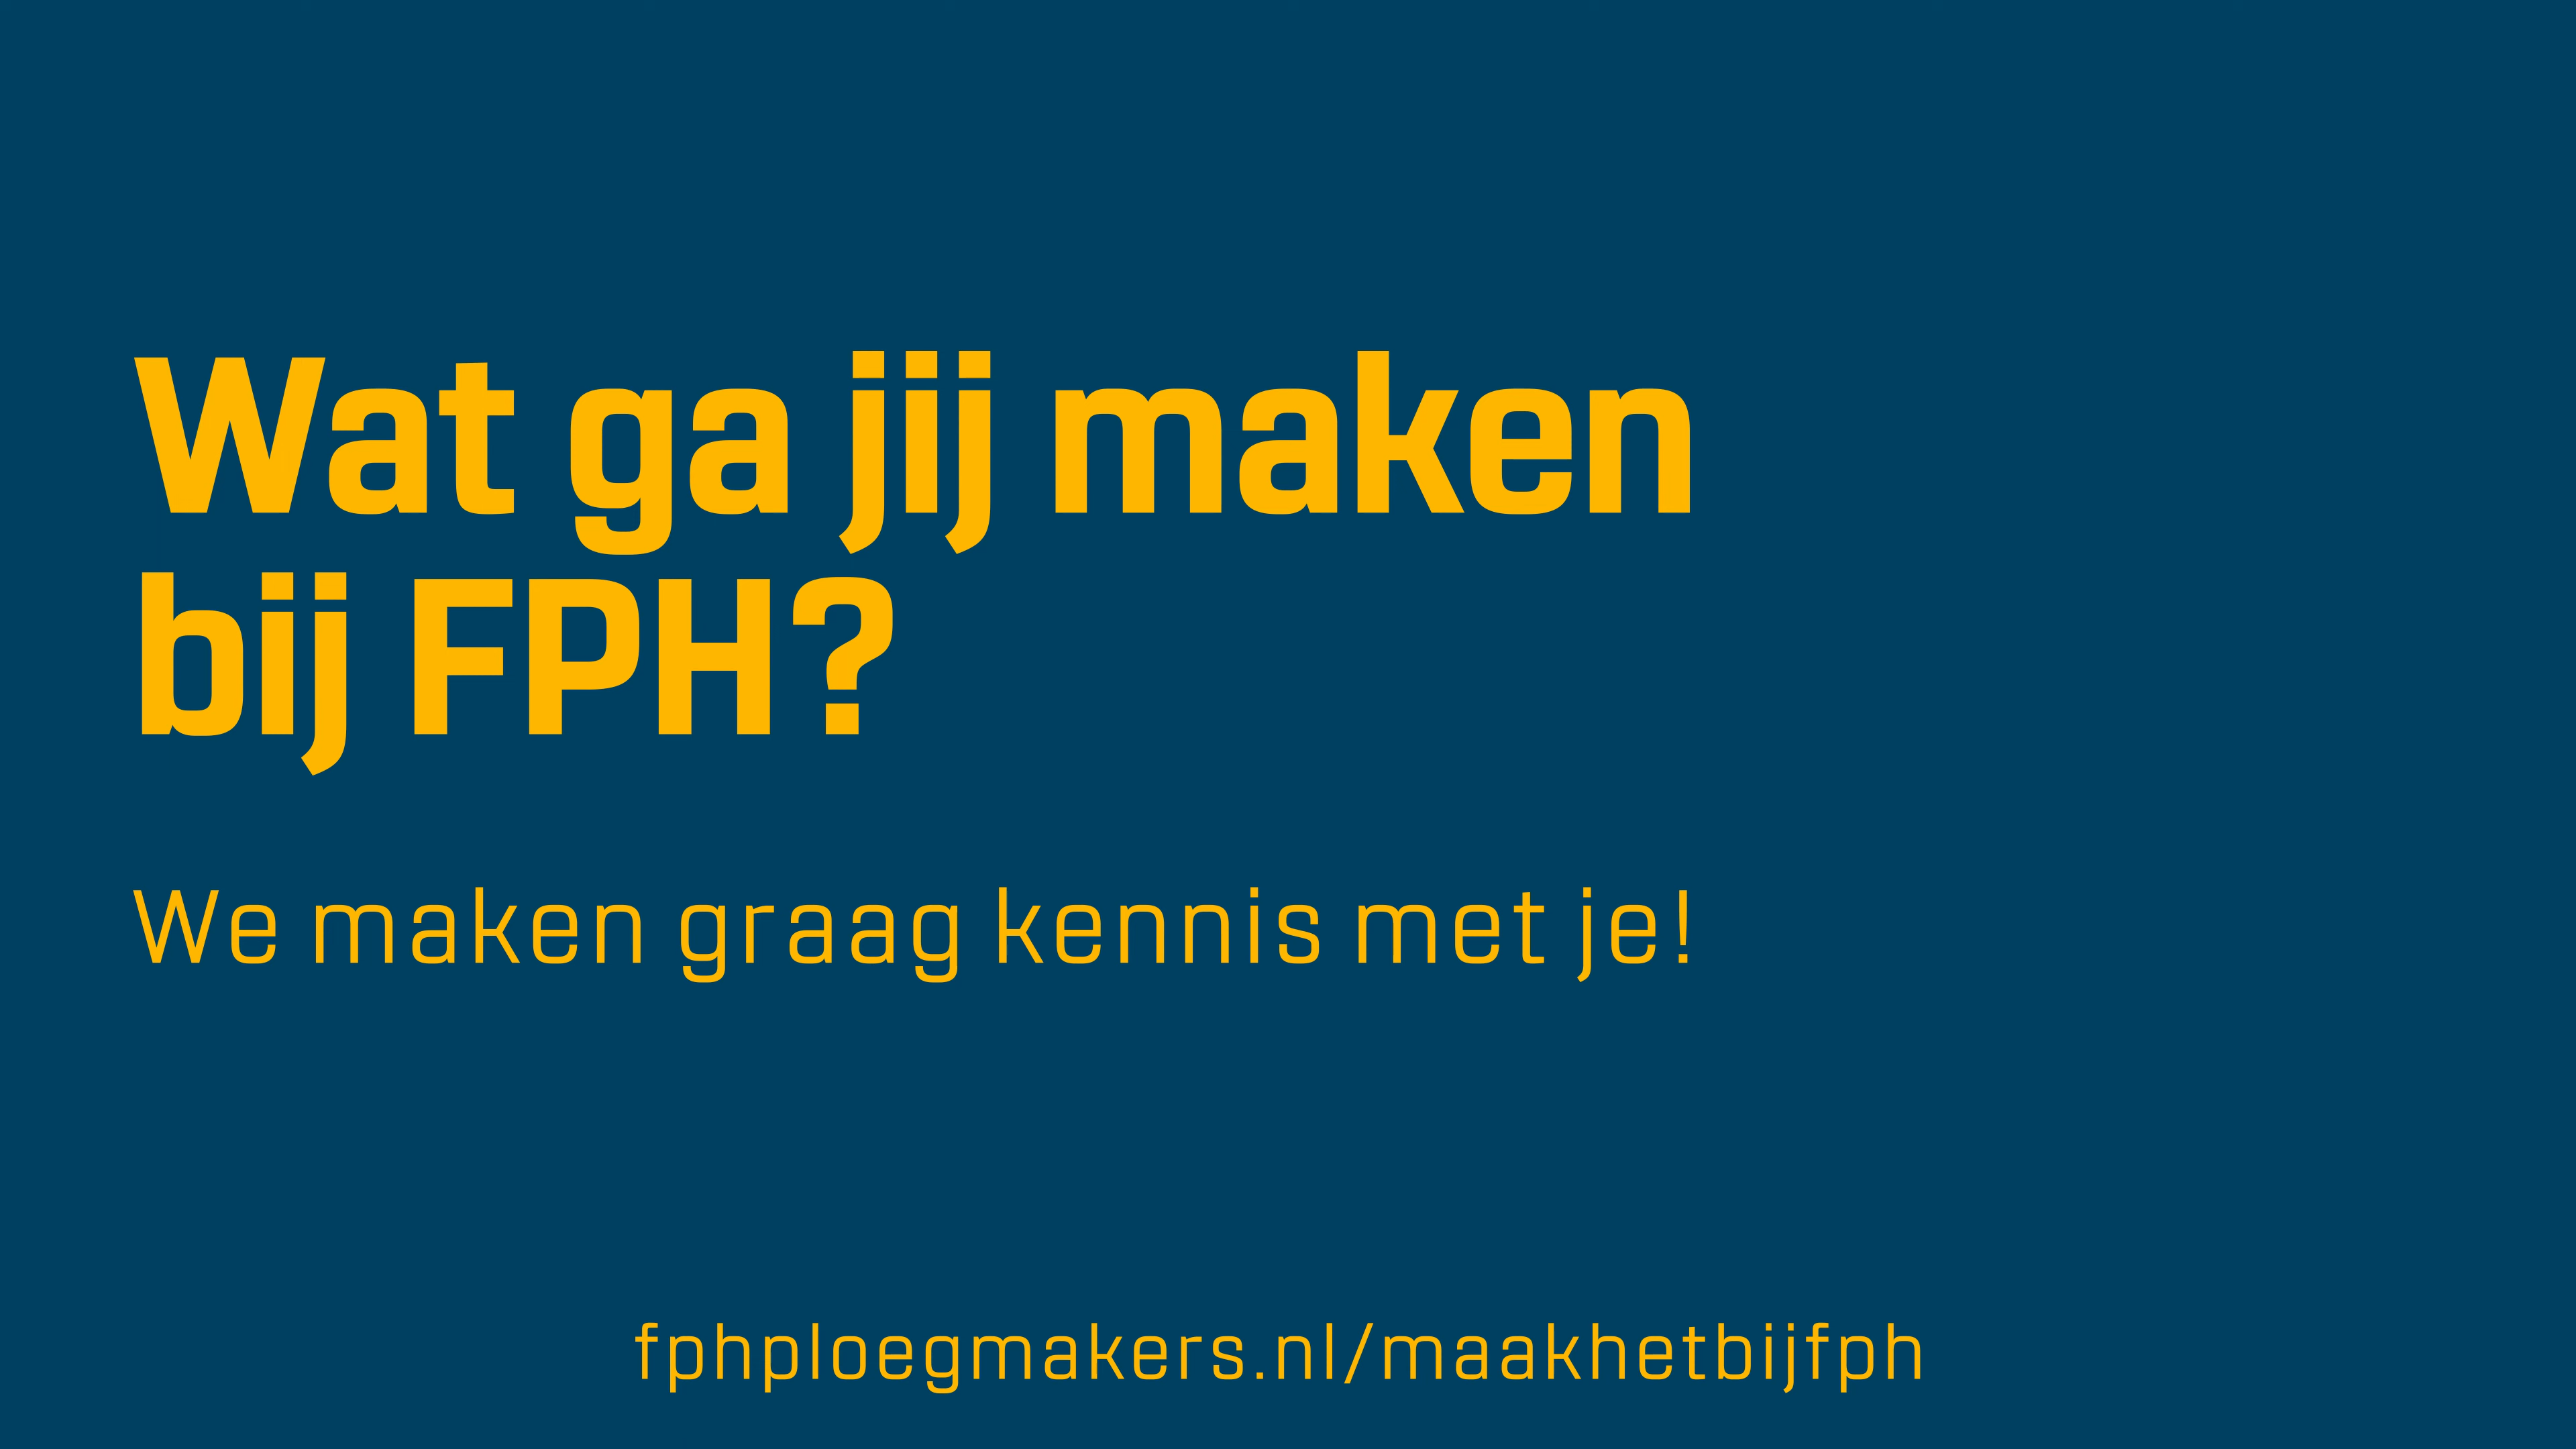 Wat ga jij maken
bij FPH?
We maken graag kennis met je!
fphploegmakers.nl/maakhetbijfph